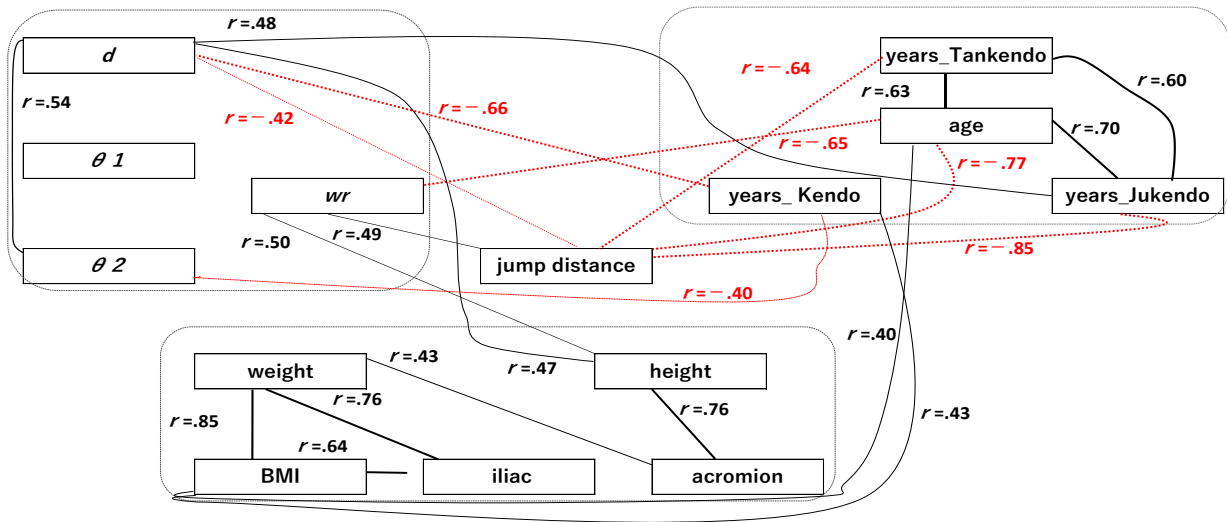 r=.48
d
years_Tankendo
r=−.64
r=.63
r=.60
r=.54
r=−.42
r=−.66
age
r=.70
r=−.65
r=−.77
θ 1
wr
years_ Kendo
years_Jukendo
r=.50
r=.49
θ 2
jump distance
r=−.85
r=−.40
r=.40
r=.43
weight
r=.47
height
r=.76
r=.76
r=.85
r=.43
r=.64
BMI
iliac
acromion